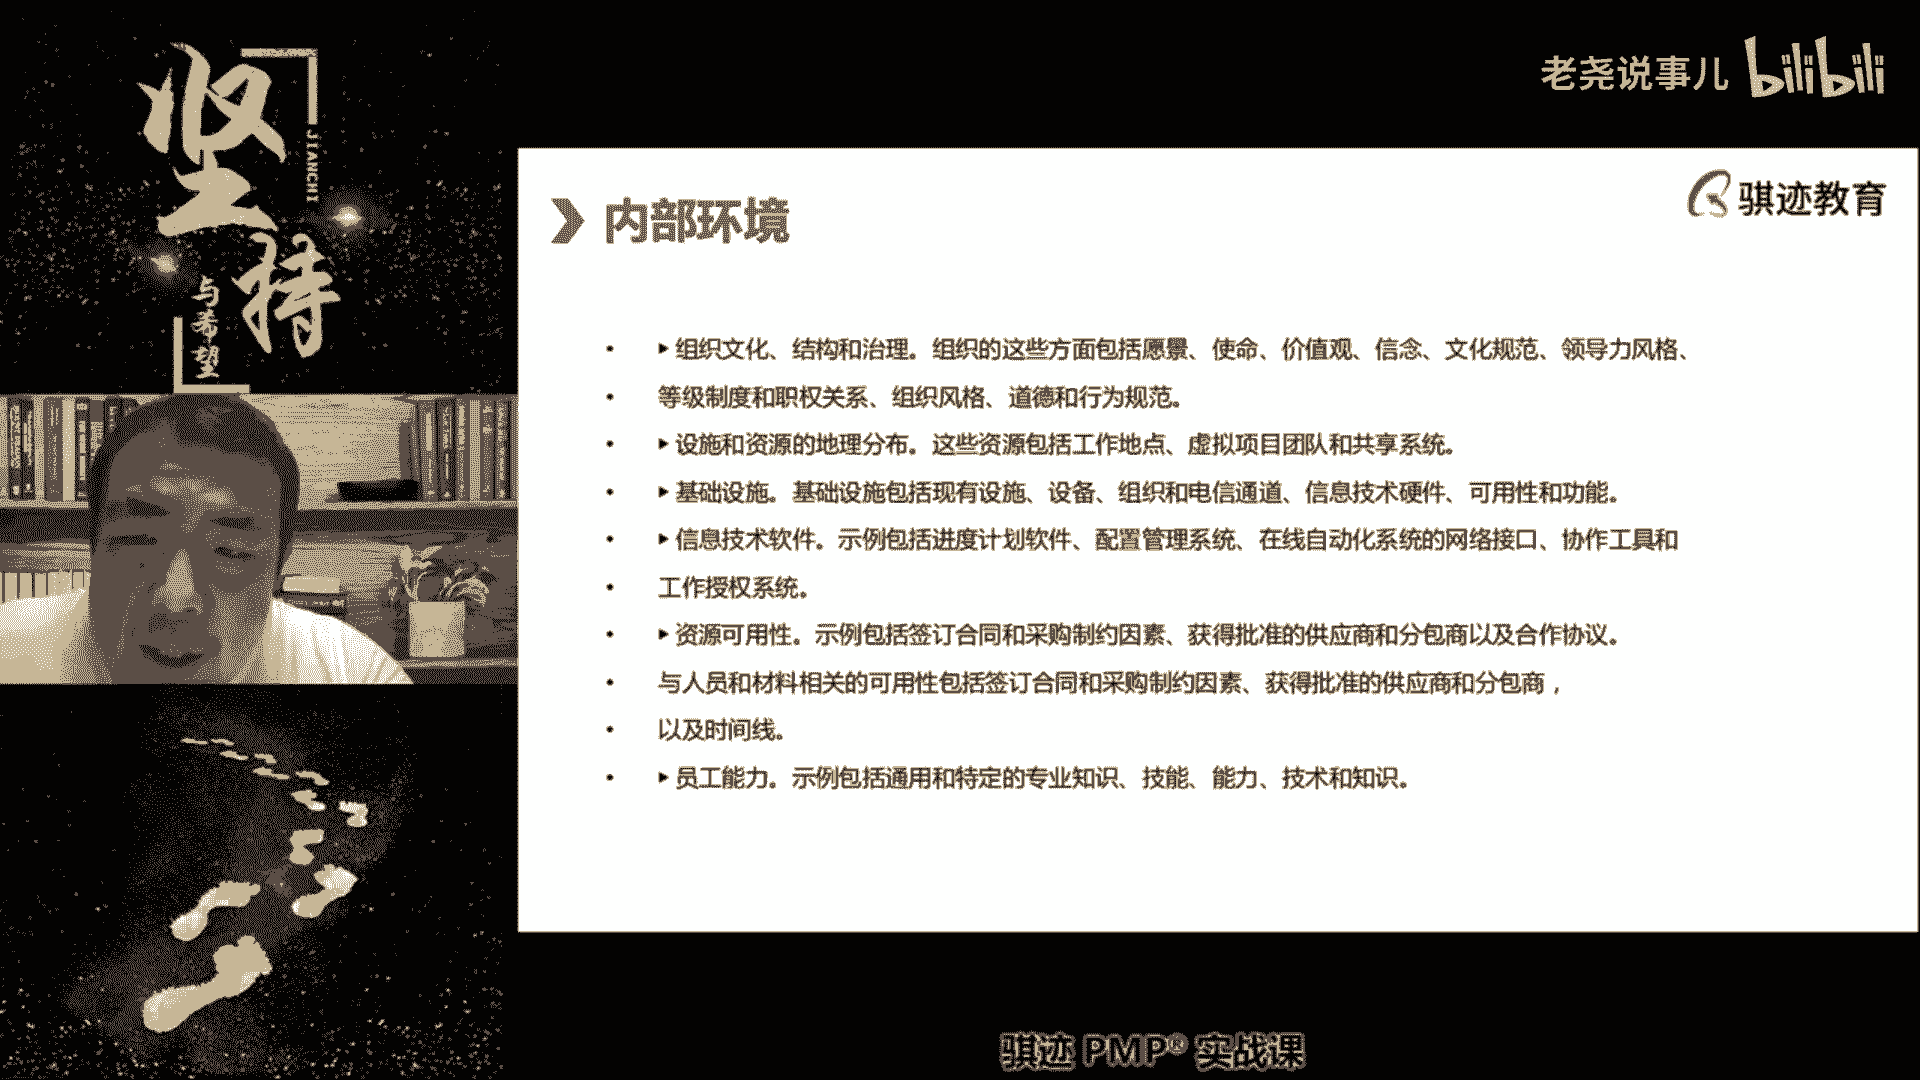 坚持
JIANCHI
与希望
老尧说事儿 bilibili
骐迹教育
内部环境
• ▶组织文化、结构和治理。组织的这些方面包括愿景、使命、价值观、信念、文化规范、领导力风格、
• 等级制度和职权关系、组织风格、道德和行为规范。
• ▶设施和资源的地理分布。这些资源包括工作地点、虚拟项目团队和共享系统。
• ▶基础设施。基础设施包括现有设施、设备、组织和电信通道、信息技术硬件、可用性和功能。
• ▶信息技术软件。示例包括进度计划软件、配置管理系统、在线自动化系统的网络接口、协作工具和
• 工作授权系统。
• ▶资源可用性。示例包括签订合同和采购制约因素、获得批准的供应商和分包商以及合作协议。
• 与人员和材料相关的可用性包括签订合同和采购制约因素、获得批准的供应商和分包商，
• 以及时间线。
• ▶员工能力。示例包括通用和特定的专业知识、技能、能力、技术和知识。
骐迹 PMP® 实战课